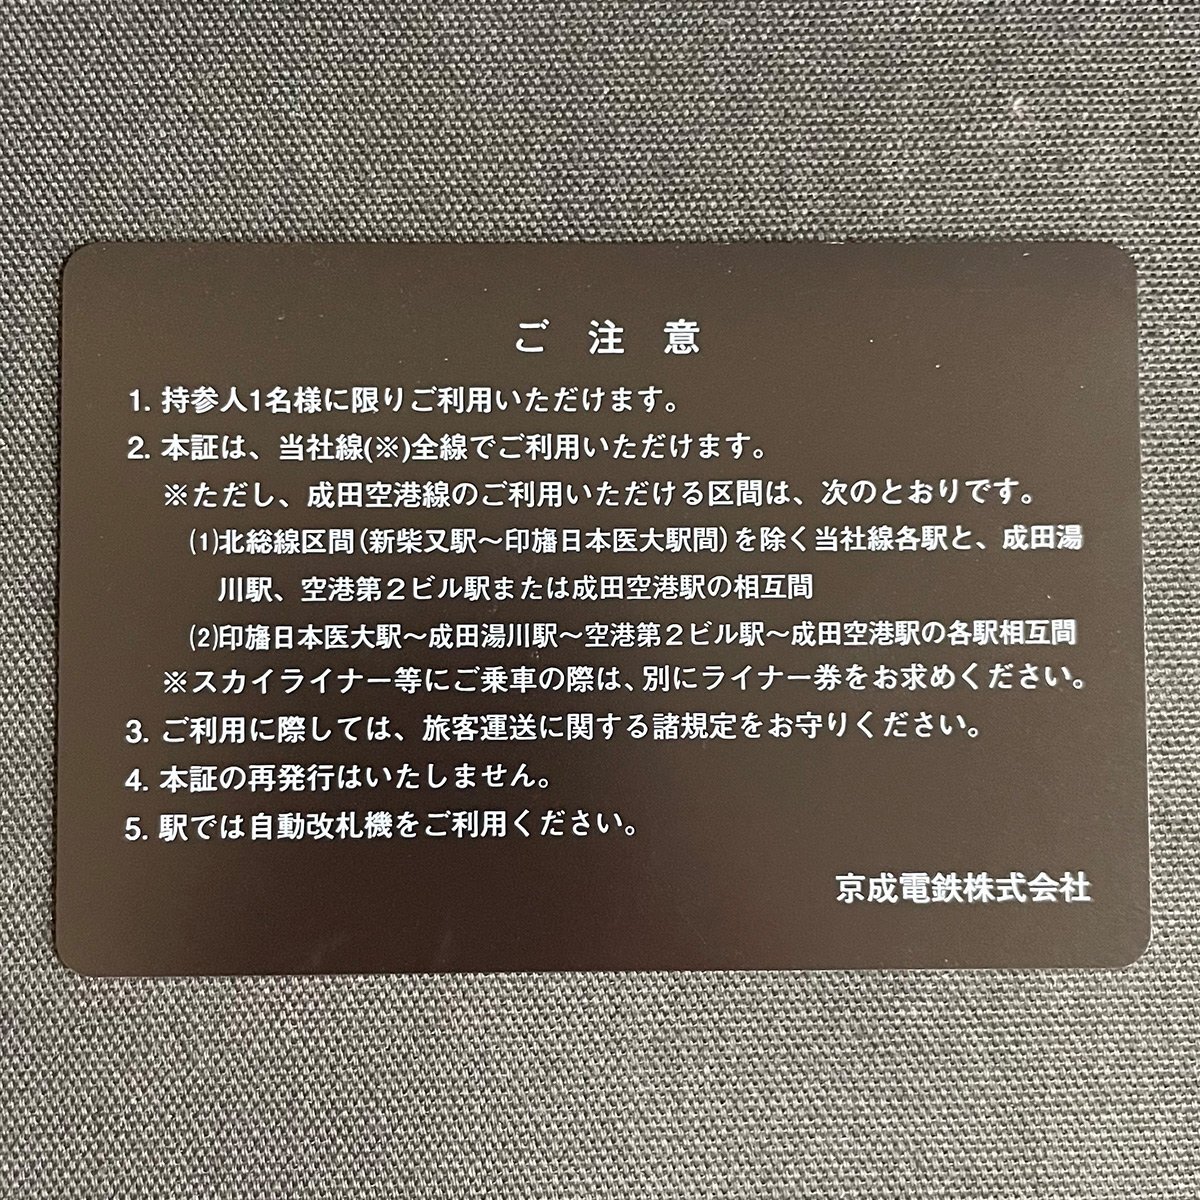 ご注意
1. 持参人1名様に限りご利用いただけます。
2. 本証は、当社線(※)全線でご利用いただけます。
※ただし、成田空港線のご利用いただける区間は、次のとおりです。
(1)北総線区間(新柴又駅～印旛日本医大駅間)を除く当社線各駅と、成田湯
川駅、空港第2ビル駅または成田空港駅の相互間
(2)印旛日本医大駅～成田湯川駅～空港第2ビル駅～成田空港駅の各駅相互間
※スカイライナー等にご乗車の際は、別にライナー券をお求めください。
3. ご利用に際しては、旅客運送に関する諸規定をお守りください。
4. 本証の再発行はいたしません。
5. 駅では自動改札機をご利用ください。
京成電鉄株式会社